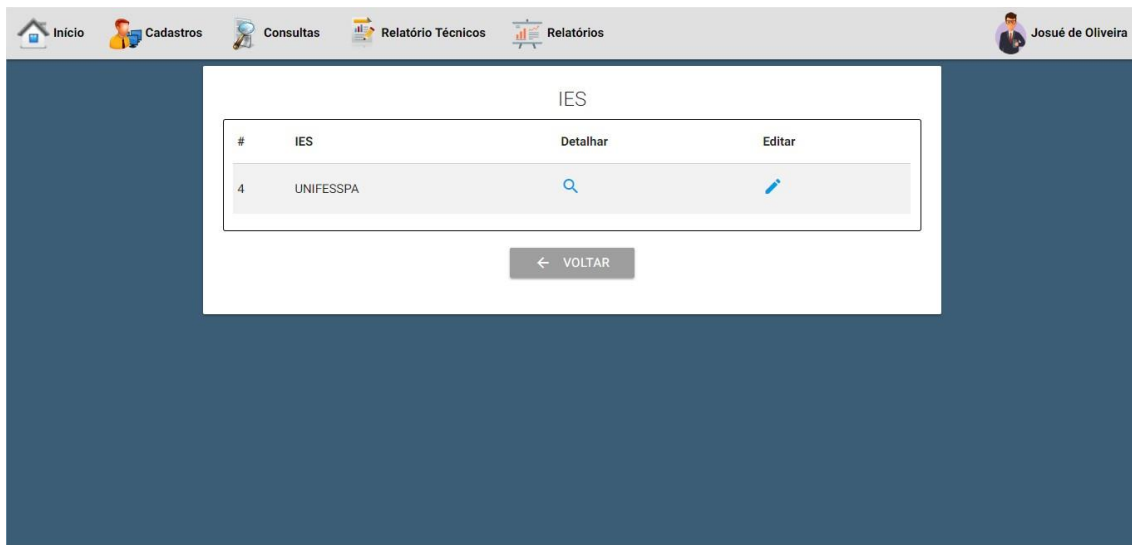 Início Cadastros Consultas Relatório Técnicos Relatórios Josué de Oliveira
IES
# IES Detalhar Editar
4 UNIFESSPA
← VOLTAR